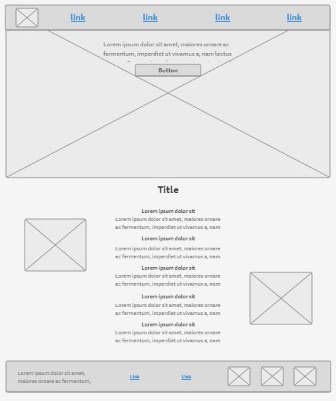 link link link link
Lorem ipsum dolor sit amet, maiores ornare ac
fermentum, imperdiet ut vivamus a, nam lectus
Button
Title
Lorem ipsum dolor sit
Lorem ipsum dolor sit amet, maiores ornare
ac fermentum, imperdiet ut vivamus a, nam
Lorem ipsum dolor sit
Lorem ipsum dolor sit amet, maiores ornare
ac fermentum, imperdiet ut vivamus a, nam
Lorem ipsum dolor sit
Lorem ipsum dolor sit amet, maiores ornare
ac fermentum, imperdiet ut vivamus a, nam
Lorem ipsum dolor sit
Lorem ipsum dolor sit amet, maiores ornare
ac fermentum, imperdiet ut vivamus a, nam
Lorem ipsum dolor sit
Lorem ipsum dolor sit amet, maiores ornare
ac fermentum, imperdiet ut vivamus a, nam
Lorem ipsum dolor sit amet,
maiores ornare ac fermentum,
Link Link